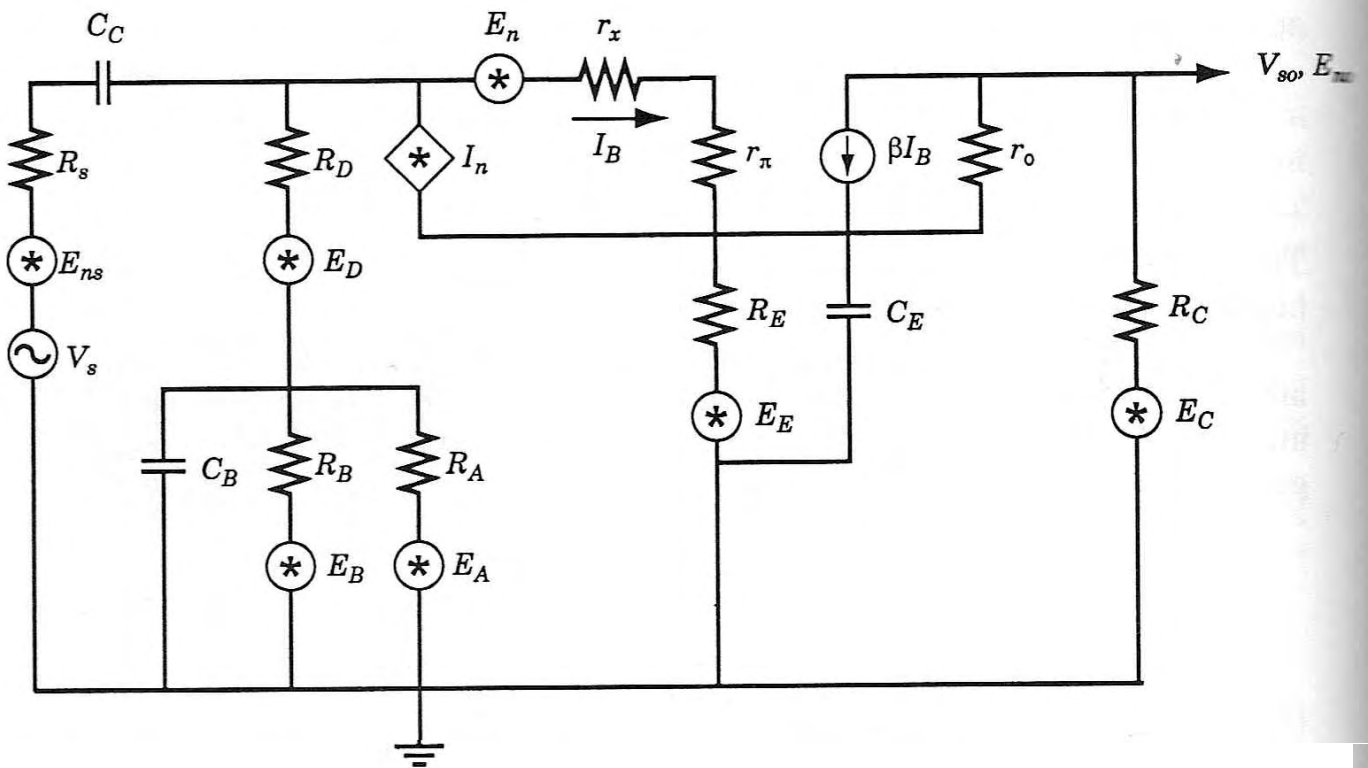 C_C
E_n
r_x
V_so,
R_s
R_D
I_n
I_B
r_π
βI_B
r_o
E_ns
E_D
V_s
R_E
C_E
R_C
C_B
R_B
R_A
E_E
E_C
E_B
E_A